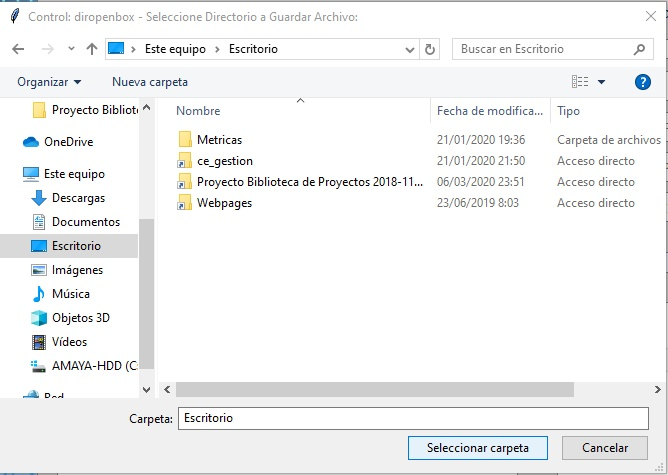 Control: diropenbox - Seleccione Directorio a Guardar Archivo:
Este equipo > Escritorio
Buscar en Escritorio
Organizar
Nueva carpeta
?
Nombre
Fecha de modifica...
Tipo
Proyecto Bibliot
OneDrive
Este equipo
Descargas
Documentos
Escritorio
Imágenes
Música
Objetos 3D
Vídeos
AMAYA-HDD (C
Red
Metricas 21/01/2020 19:36 Carpeta de archivos
ce_gestion 21/01/2020 21:50 Acceso directo
Proyecto Biblioteca de Proyectos 2018-11... 06/03/2020 23:51 Acceso directo
Webpages 23/06/2019 8:03 Acceso directo
Carpeta: Escritorio
Seleccionar carpeta
Cancelar